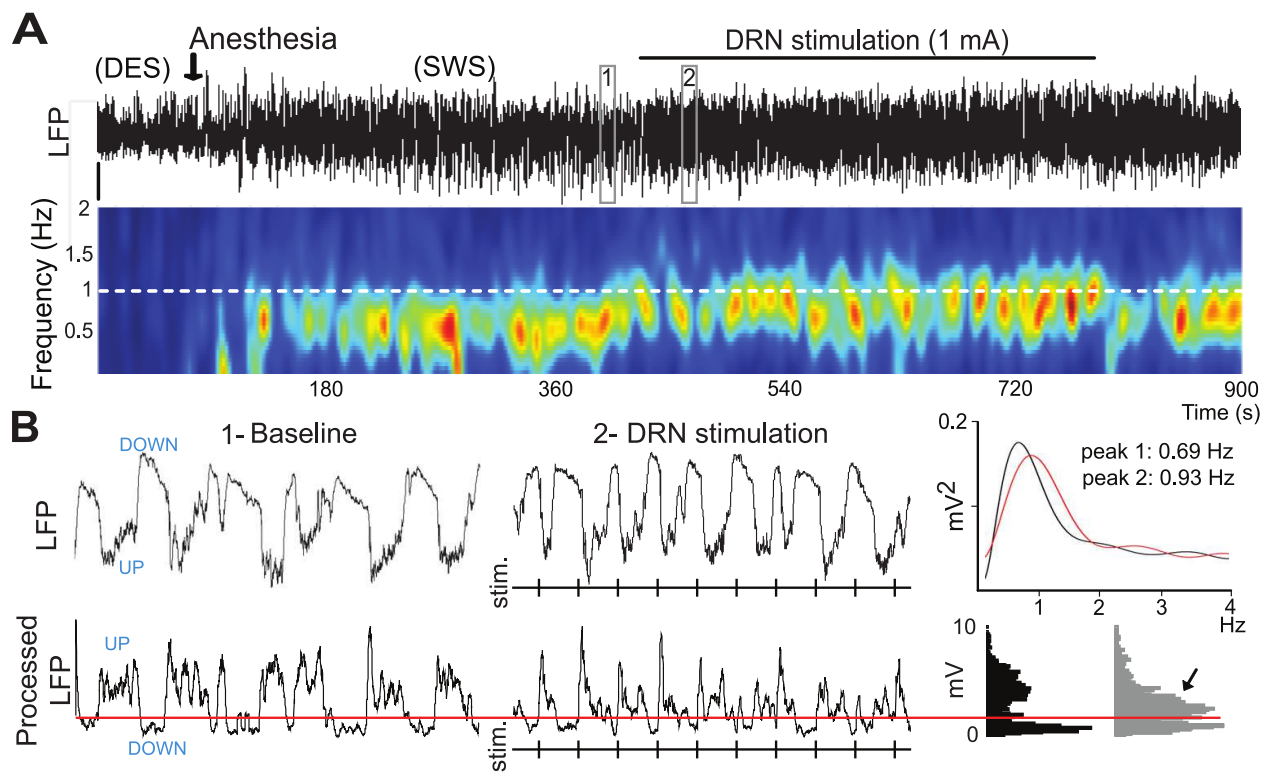 A
Anesthesia
DRN stimulation (1 mA)
(DES)
(SWS)
1
2
LFP
Frequency (Hz)
2
1.5
1
0.5
180
360
540
720
900
Time (s)
B
1- Baseline
2- DRN stimulation
DOWN
UP
LFP
stim.
0.2
mV2
peak 1: 0.69 Hz
peak 2: 0.93 Hz
1
2
3
4
Hz
Processed
LFP
UP
DOWN
stim.
10
mV
0